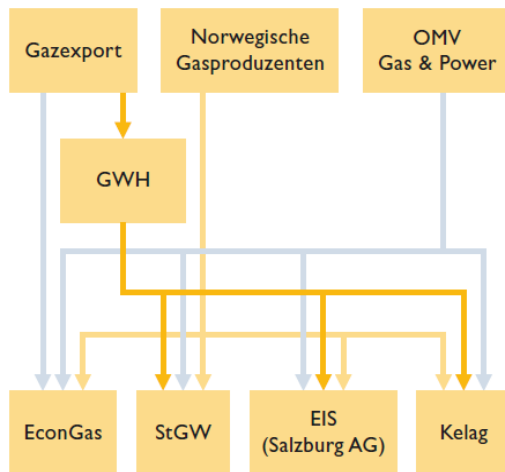 Gazexport
Norwegische
Gasproduzenten
OMV
Gas & Power
GWH
EconGas
StGW
EIS
(Salzburg AG)
Kelag